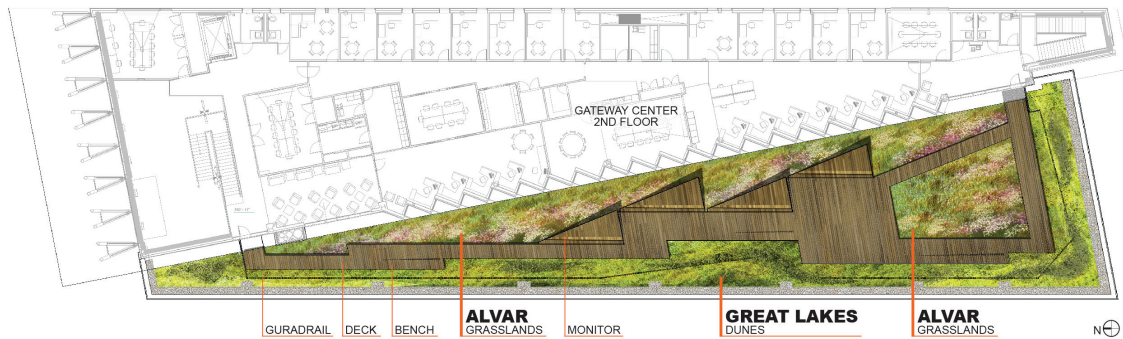 GATEWAY CENTER
2ND FLOOR
GURADRAIL
DECK
BENCH
ALVAR
GRASSLANDS
MONITOR
GREAT LAKES
DUNES
ALVAR
GRASSLANDS
N